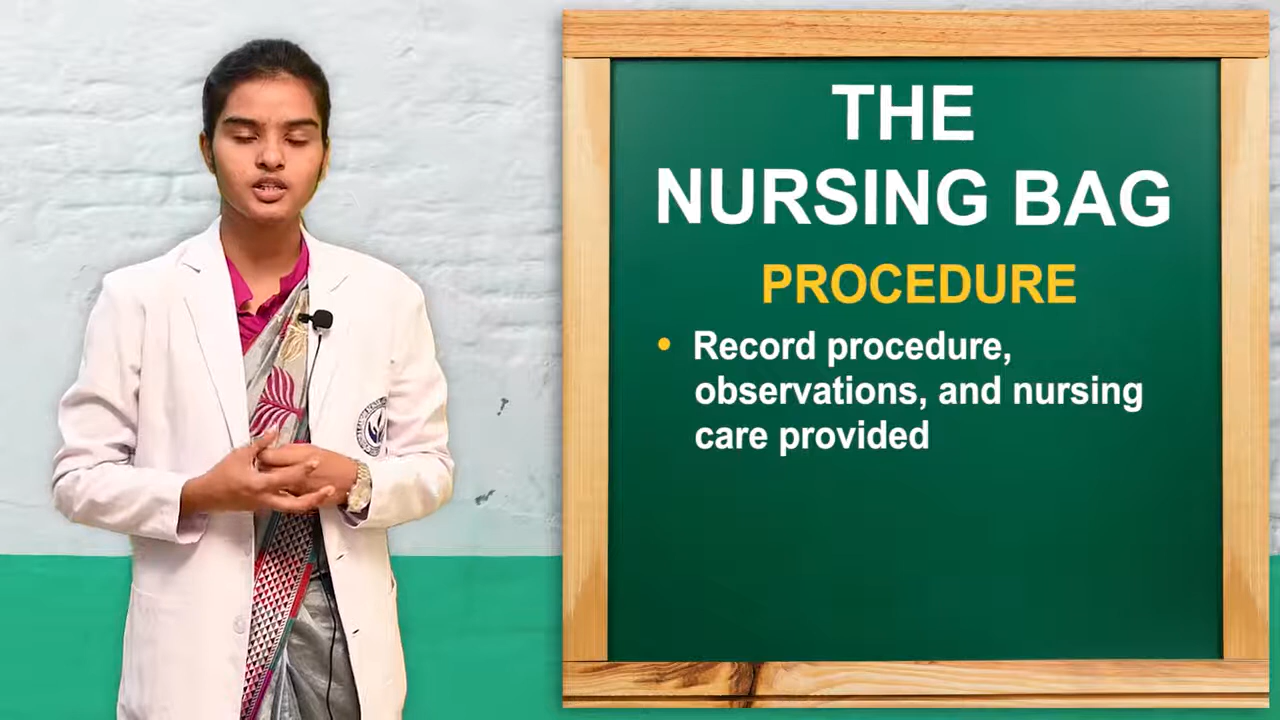 THE
NURSING BAG
PROCEDURE
• Record procedure,
observations, and nursing
care provided